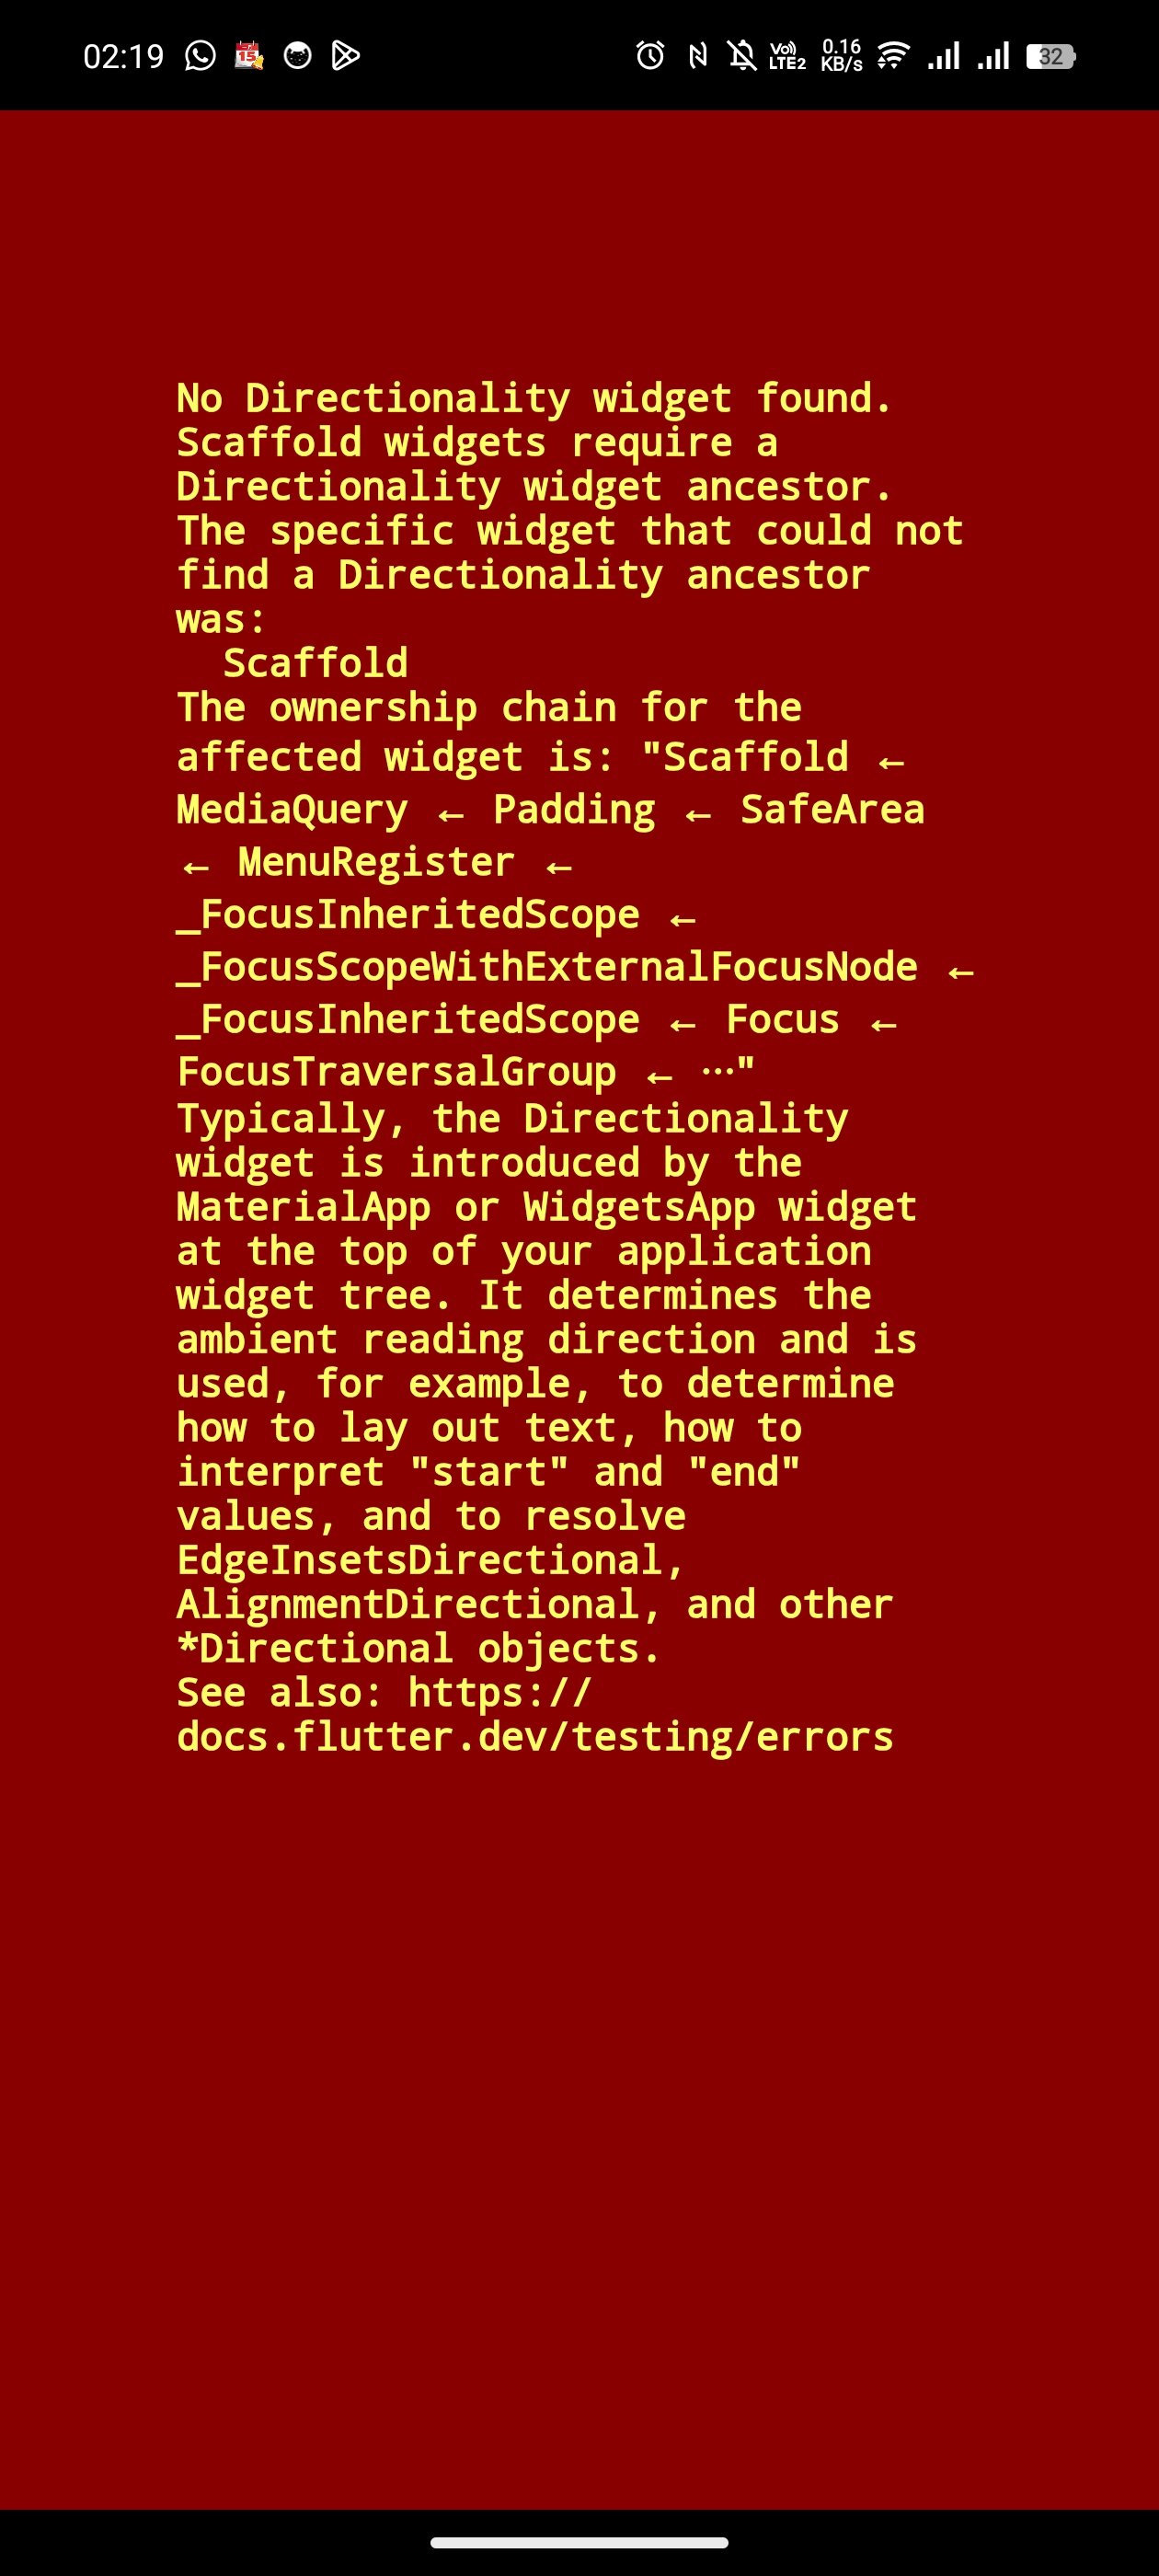 02:19
15
Vo))
LTE2
0.16
KB/s
32
No Directionality widget found.
Scaffold widgets require a
Directionality widget ancestor.
The specific widget that could not
find a Directionality ancestor
was:
  Scaffold
The ownership chain for the
affected widget is: "Scaffold ←
MediaQuery ← Padding ← SafeArea
← MenuRegister ←
_FocusInheritedScope ←
_FocusScopeWithExternalFocusNode ←
_FocusInheritedScope ← Focus ←
FocusTraversalGroup ← ⋯"
Typically, the Directionality
widget is introduced by the
MaterialApp or WidgetsApp widget
at the top of your application
widget tree. It determines the
ambient reading direction and is
used, for example, to determine
how to lay out text, how to
interpret "start" and "end"
values, and to resolve
EdgeInsetsDirectional,
AlignmentDirectional, and other
*Directional objects.
See also: https://
docs.flutter.dev/testing/errors